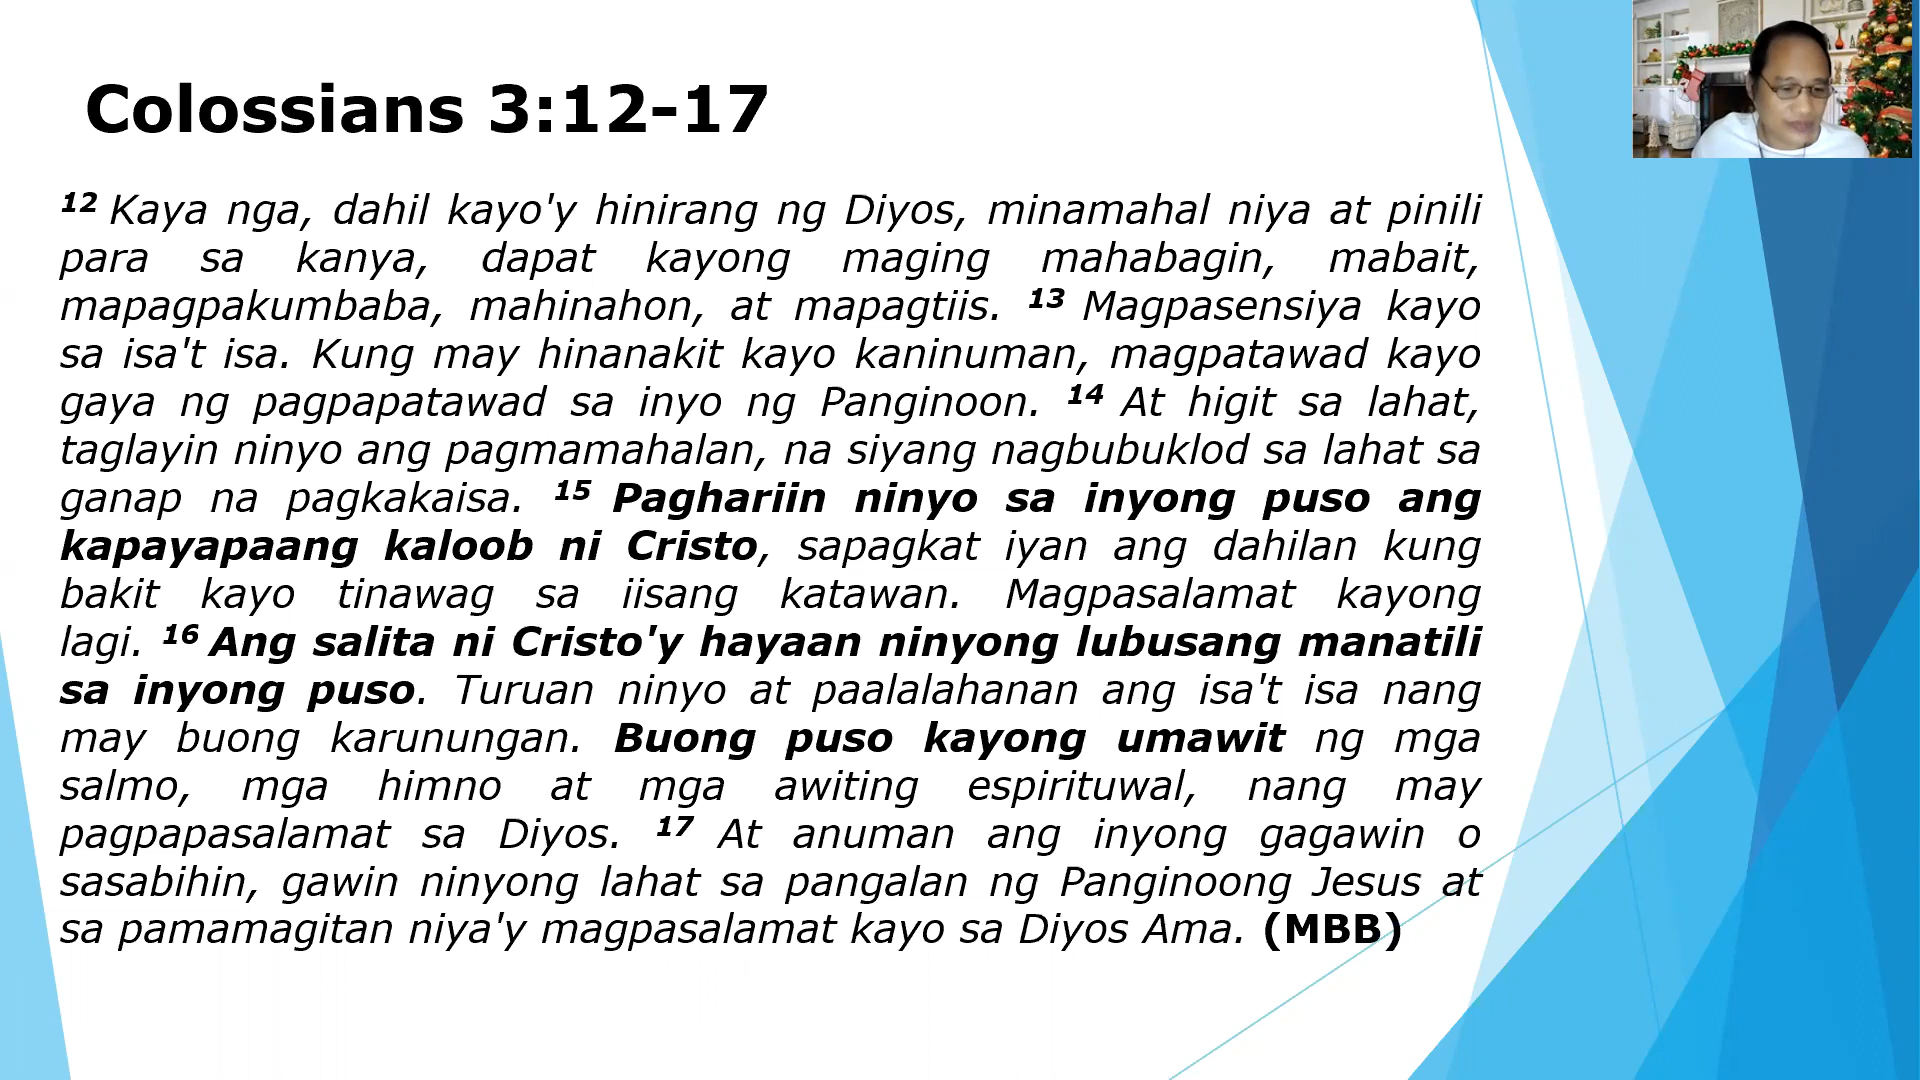 Colossians 3:12-17
12 Kaya nga, dahil kayo'y hinirang ng Diyos, minamahal niya at pinili
para sa kanya, dapat kayong maging mahabagin, mabait,
mapagpakumbaba, mahinahon, at mapagtiis. 13 Magpasensiya kayo
sa isa't isa. Kung may hinanakit kayo kaninuman, magpatawad kayo
gaya ng pagpapatawad sa inyo ng Panginoon. 14 At higit sa lahat,
taglayin ninyo ang pagmamahalan, na siyang nagbubuklod sa lahat sa
ganap na pagkakaisa. 15 Paghariin ninyo sa inyong puso ang
kapayapaang kaloob ni Cristo, sapagkat iyan ang dahilan kung
bakit kayo tinawag sa iisang katawan. Magpasalamat kayong
lagi. 16 Ang salita ni Cristo'y hayaan ninyong lubusang manatili
sa inyong puso. Turuan ninyo at paalalahanan ang isa't isa nang
may buong karunungan. Buong puso kayong umawit ng mga
salmo, mga himno at mga awiting espirituwal, nang may
pagpapasalamat sa Diyos. 17 At anuman ang inyong gagawin o
sasabihin, gawin ninyong lahat sa pangalan ng Panginoong Jesus at
sa pamamagitan niya'y magpasalamat kayo sa Diyos Ama. (MBB)